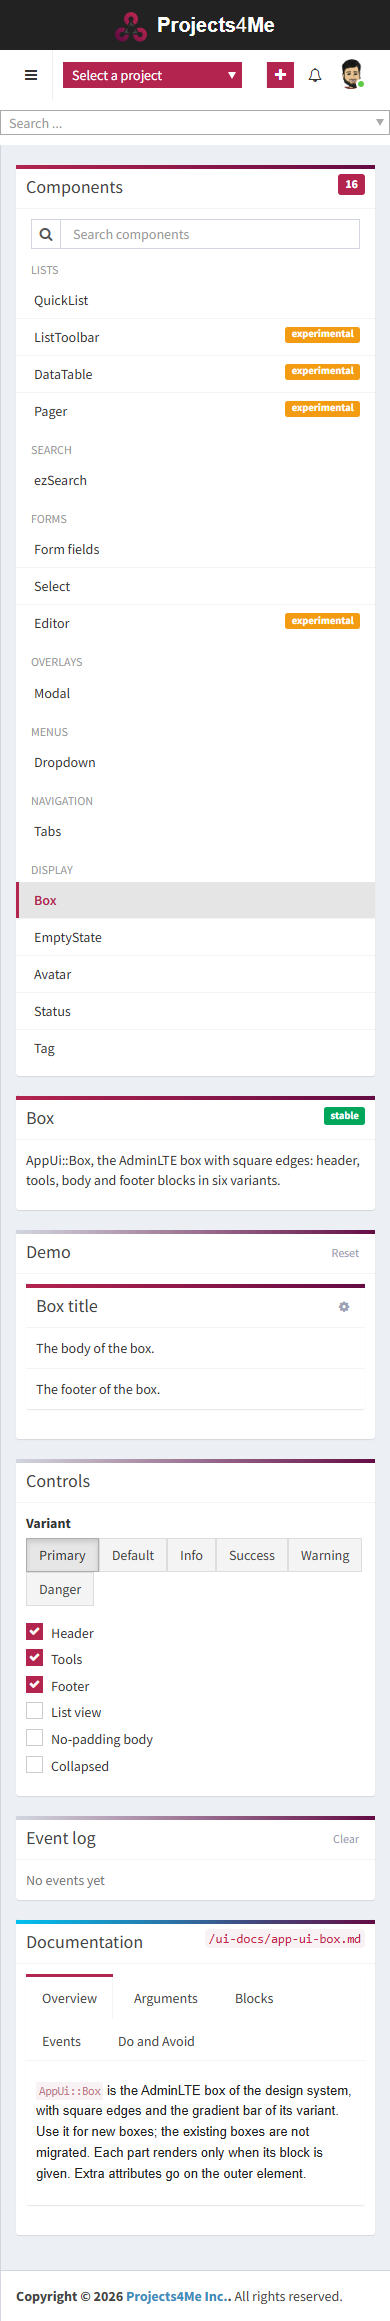 Projects4Me
Select a project
Search ...
Components 16
Search components
LISTS
QuickList
ListToolbar experimental
DataTable experimental
Pager experimental
SEARCH
ezSearch
FORMS
Form fields
Select
Editor experimental
OVERLAYS
Modal
MENUS
Dropdown
NAVIGATION
Tabs
DISPLAY
Box
EmptyState
Avatar
Status
Tag
Box stable
AppUi::Box, the AdminLTE box with square edges: header,
tools, body and footer blocks in six variants.
Demo Reset
Box title
The body of the box.
The footer of the box.
Controls
Variant
Primary Default Info Success Warning
Danger
Header
Tools
Footer
List view
No-padding body
Collapsed
Event log Clear
No events yet
Documentation /ui-docs/app-ui-box.md
Overview Arguments Blocks
Events Do and Avoid
AppUi::Box is the AdminLTE box of the design system,
with square edges and the gradient bar of its variant.
Use it for new boxes; the existing boxes are not
migrated. Each part renders only when its block is
given. Extra attributes go on the outer element.
Copyright © 2026 Projects4Me Inc.. All rights reserved.